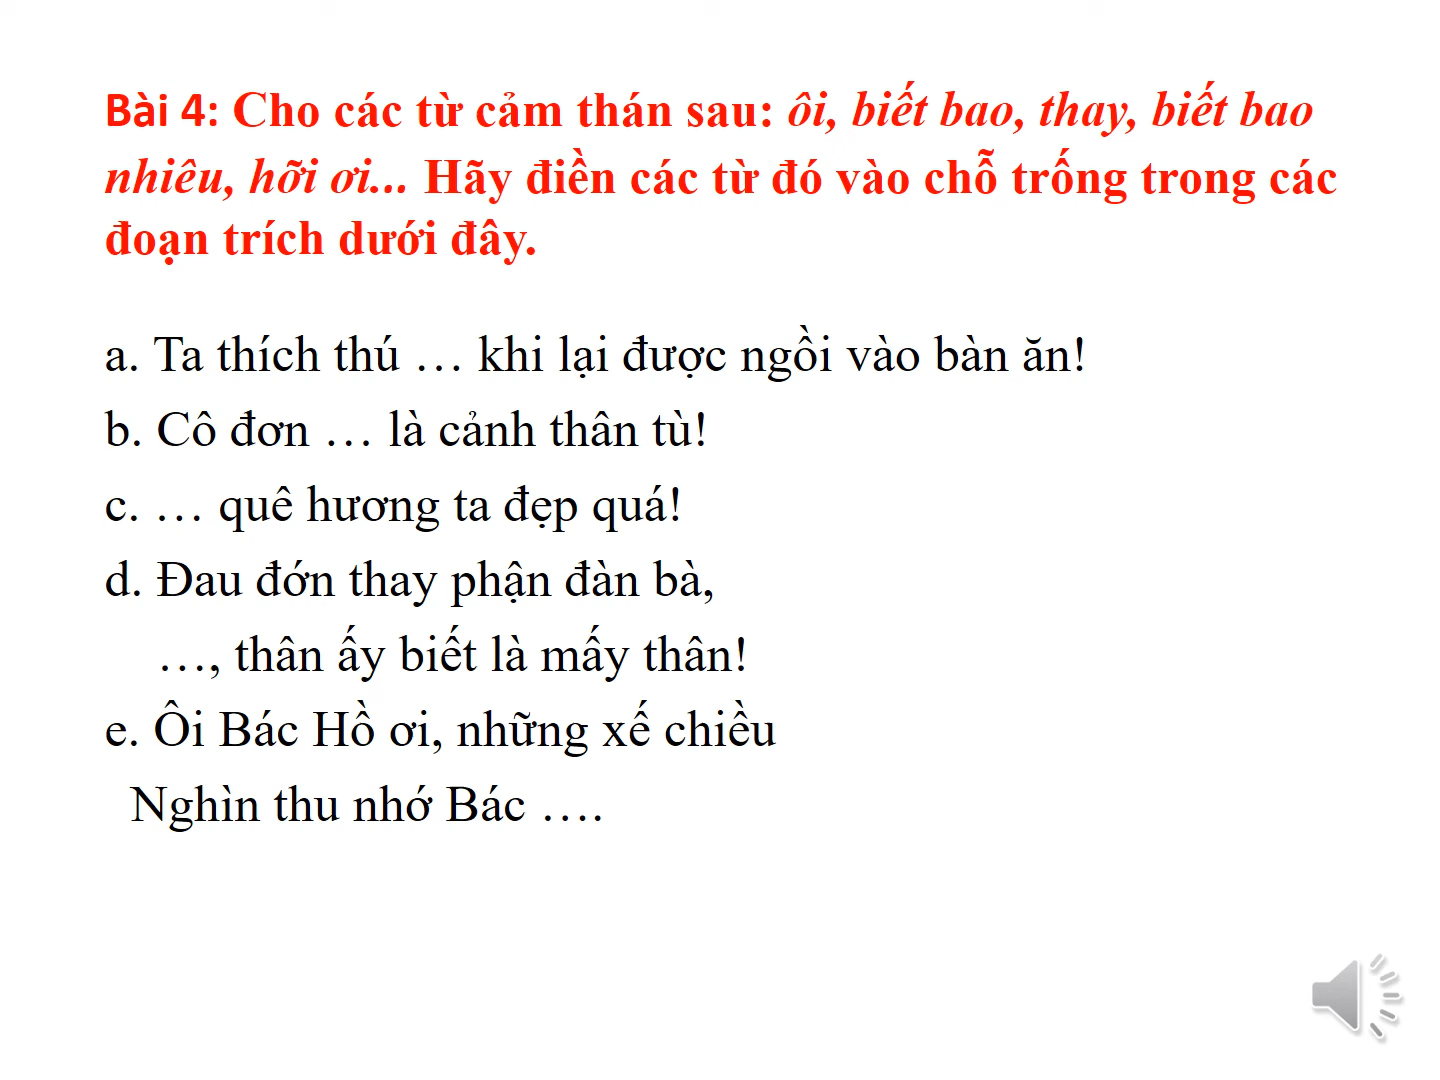 Bài 4: Cho các từ cảm thán sau: ôi, biết bao, thay, biết bao
nhiêu, hỡi ơi... Hãy điền các từ đó vào chỗ trống trong các
đoạn trích dưới đây.
a. Ta thích thú … khi lại được ngồi vào bàn ăn!
b. Cô đơn … là cảnh thân tù!
c. … quê hương ta đẹp quá!
d. Đau đớn thay phận đàn bà,
…, thân ấy biết là mấy thân!
e. Ôi Bác Hồ ơi, những xế chiều
Nghìn thu nhớ Bác ….